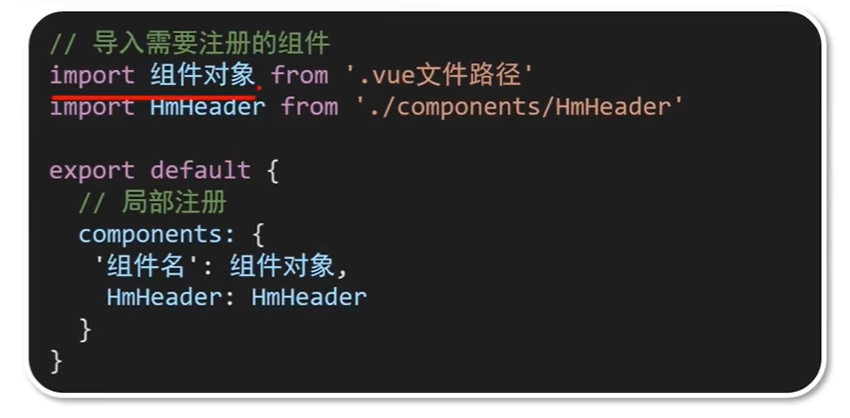 // 导入需要注册的组件
import 组件对象 from '.vue文件路径'
import HmHeader from './components/HmHeader'
export default {
// 局部注册
components: {
'组件名': 组件对象,
HmHeader: HmHeader
}
}